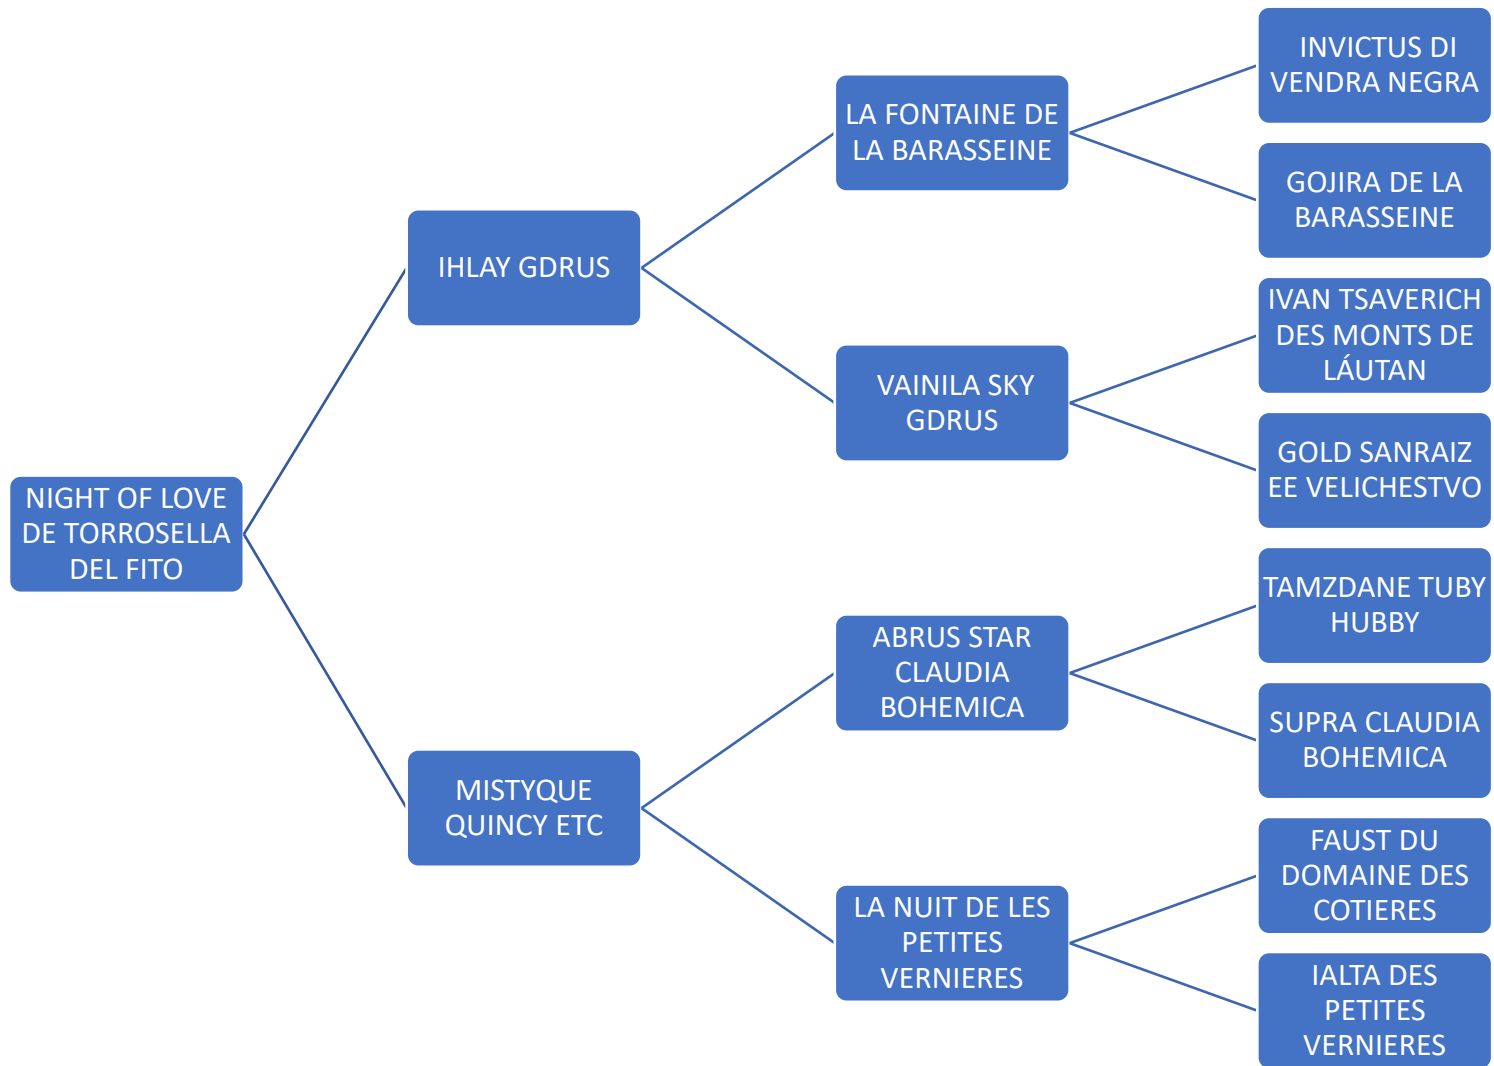 NIGHT OF LOVE
DE TORROSELLA
DEL FITO
IHLAY GDRUS
MISTYQUE
QUINCY ETC
LA FONTAINE DE
LA BARASSEINE
VAINILA SKY
GDRUS
ABRUS STAR
CLAUDIA
BOHEMICA
LA NUIT DE LES
PETITES
VERNIERES
INVICTUS DI
VENDRA NEGRA
GOJIRA DE LA
BARASSEINE
IVAN TSAVERICH
DES MONTS DE
LÁUTAN
GOLD SANRAIZ
EE VELICHESTVO
TAMZDANE TUBY
HUBBY
SUPRA CLAUDIA
BOHEMICA
FAUST DU
DOMAINE DES
COTIERES
IALTA DES
PETITES
VERNIERES